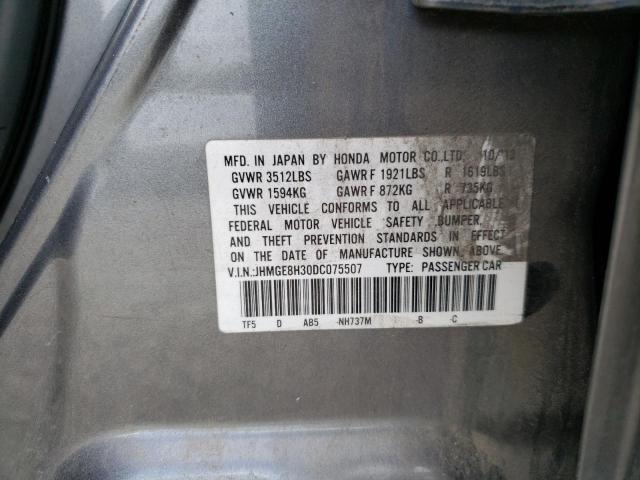 MFD. IN JAPAN BY HONDA MOTOR CO.,LTD. 10/13
GVWR 3512LBS GAWR F 1921LBS R 1619LBS
GVWR 1594KG GAWR F 872KG R 735KG
THIS VEHICLE CONFORMS TO ALL APPLICABLE
FEDERAL MOTOR VEHICLE SAFETY, BUMPER,
AND THEFT PREVENTION STANDARDS IN EFFECT
ON THE DATE OF MANUFACTURE SHOWN ABOVE.
V.I.N.:JHMGE8H30DC075507 TYPE: PASSENGER CAR
TF5 D AB5 -NH737M -B -C